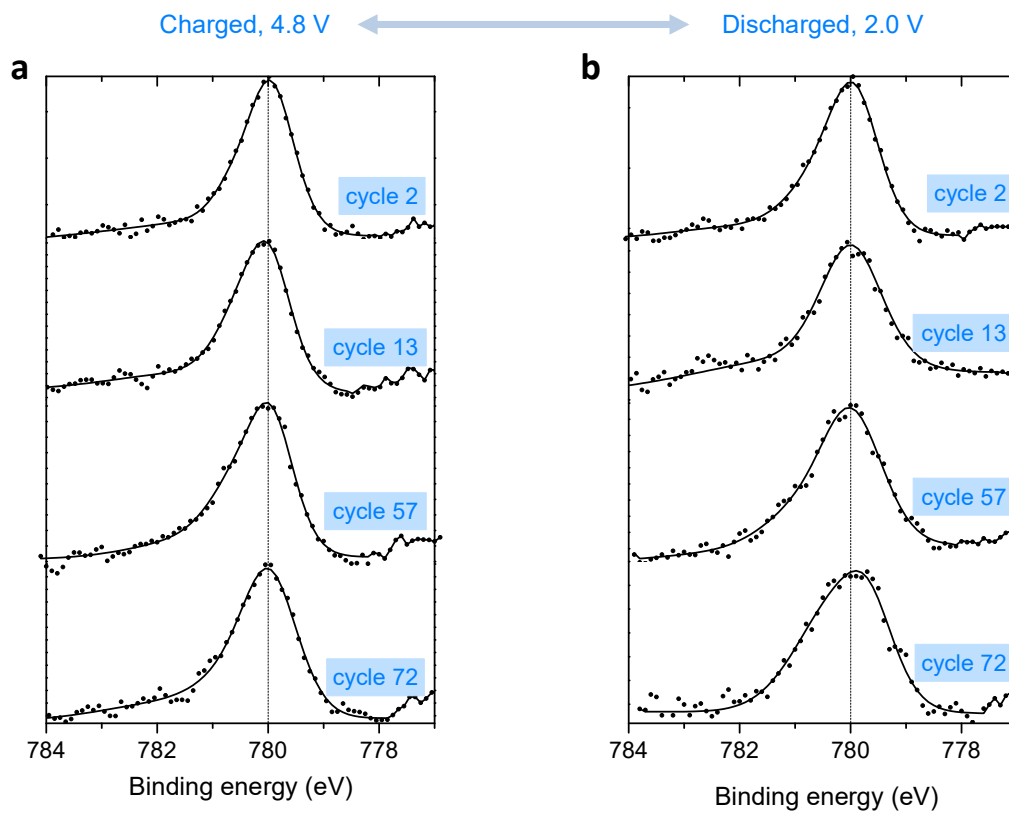 Charged, 4.8 V
Discharged, 2.0 V
a
cycle 2
cycle 13
cycle 57
cycle 72
784
782
780
778
Binding energy (eV)
b
cycle 2
cycle 13
cycle 57
cycle 72
784
782
780
778
Binding energy (eV)